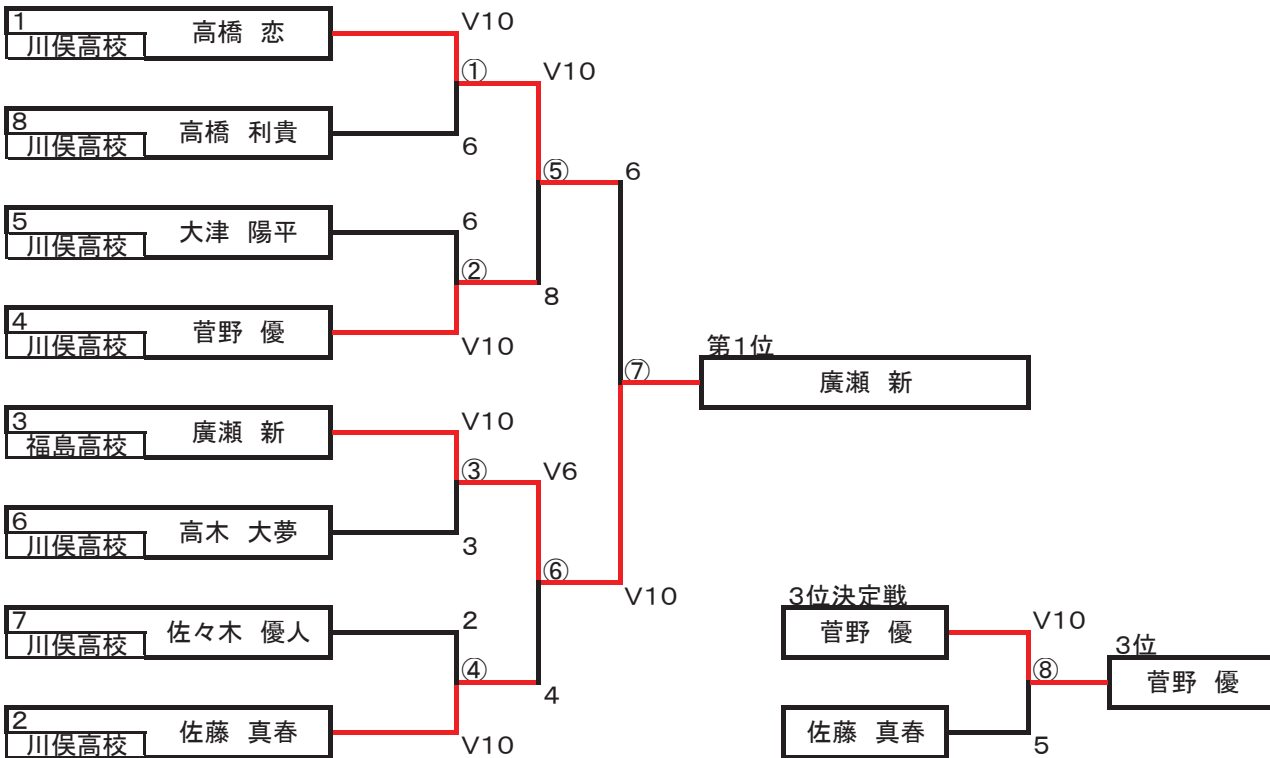 1
高橋 恋
川俣高校
V10
①
V10
8
高橋 利貴
川俣高校
6
⑤
6
5
大津 陽平
川俣高校
6
②
8
4
菅野 優
川俣高校
V10
第1位
⑦
廣瀬 新
3
廣瀬 新
福島高校
V10
③
V6
6
高木 大夢
川俣高校
3
⑥
V10
7
佐々木 優人
川俣高校
2
④
4
2
佐藤 真春
川俣高校
V10
3位決定戦
菅野 優
V10
3位
⑧
菅野 優
佐藤 真春
5